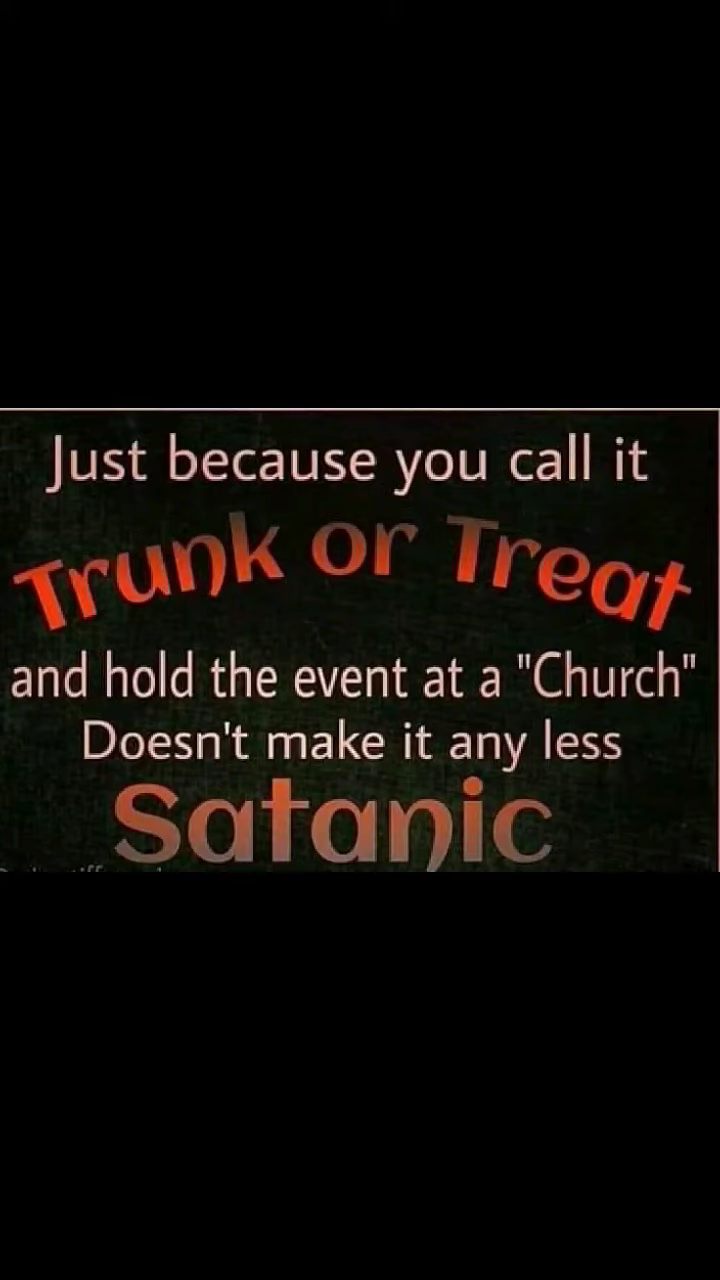 Just because you call it
Trunk or Treat
and hold the event at a "Church"
Doesn't make it any less
Satanic